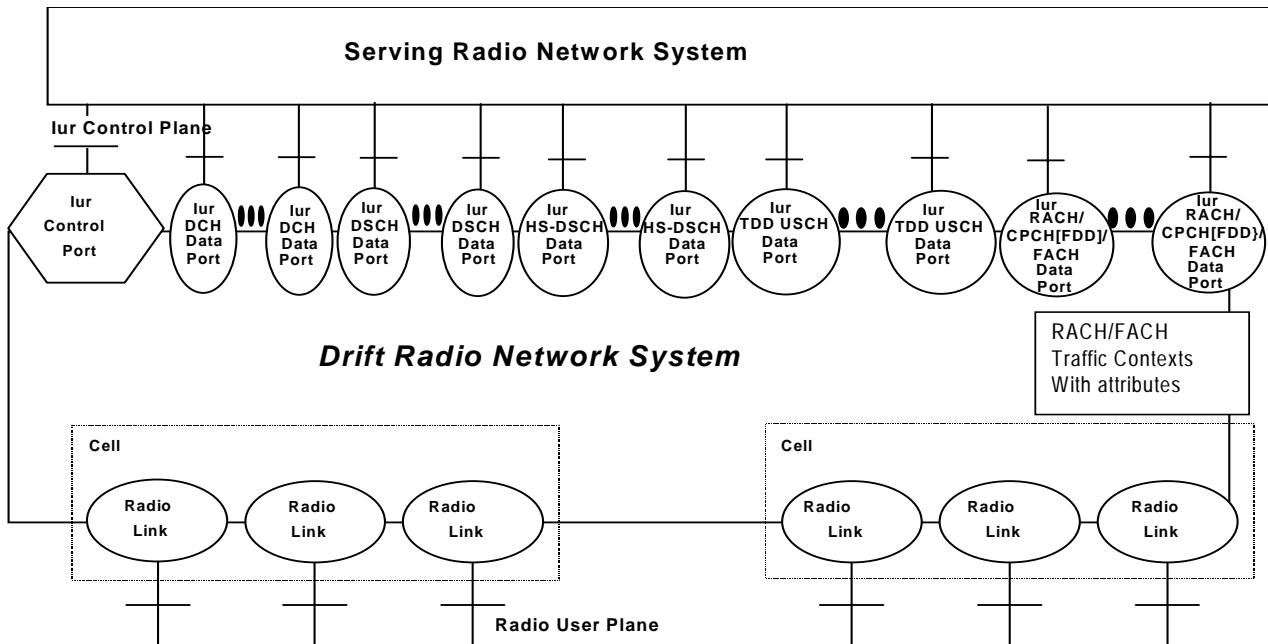 Serving Radio Network System
Iur Control Plane
Iur
Control
Port
Iur
DCH
Data
Port
Iur
DCH
Data
Port
Iur
DSCH
Data
Port
Iur
DSCH
Data
Port
Iur
HS-DSCH
Data
Port
Iur
HS-DSCH
Data
Port
Iur
TDD USCH
Data
Port
Iur
TDD USCH
Data
Port
Iur
RACH/
CPCH[FDD]/
FACH
Data
Port
Iur
RACH/
CPCH[FDD}/
FACH
Data
Port
RACH/FACH
Traffic Contexts
With attributes
Drift Radio Network System
Cell
Radio
Link
Radio
Link
Radio
Link
Cell
Radio
Link
Radio
Link
Radio
Link
Radio User Plane